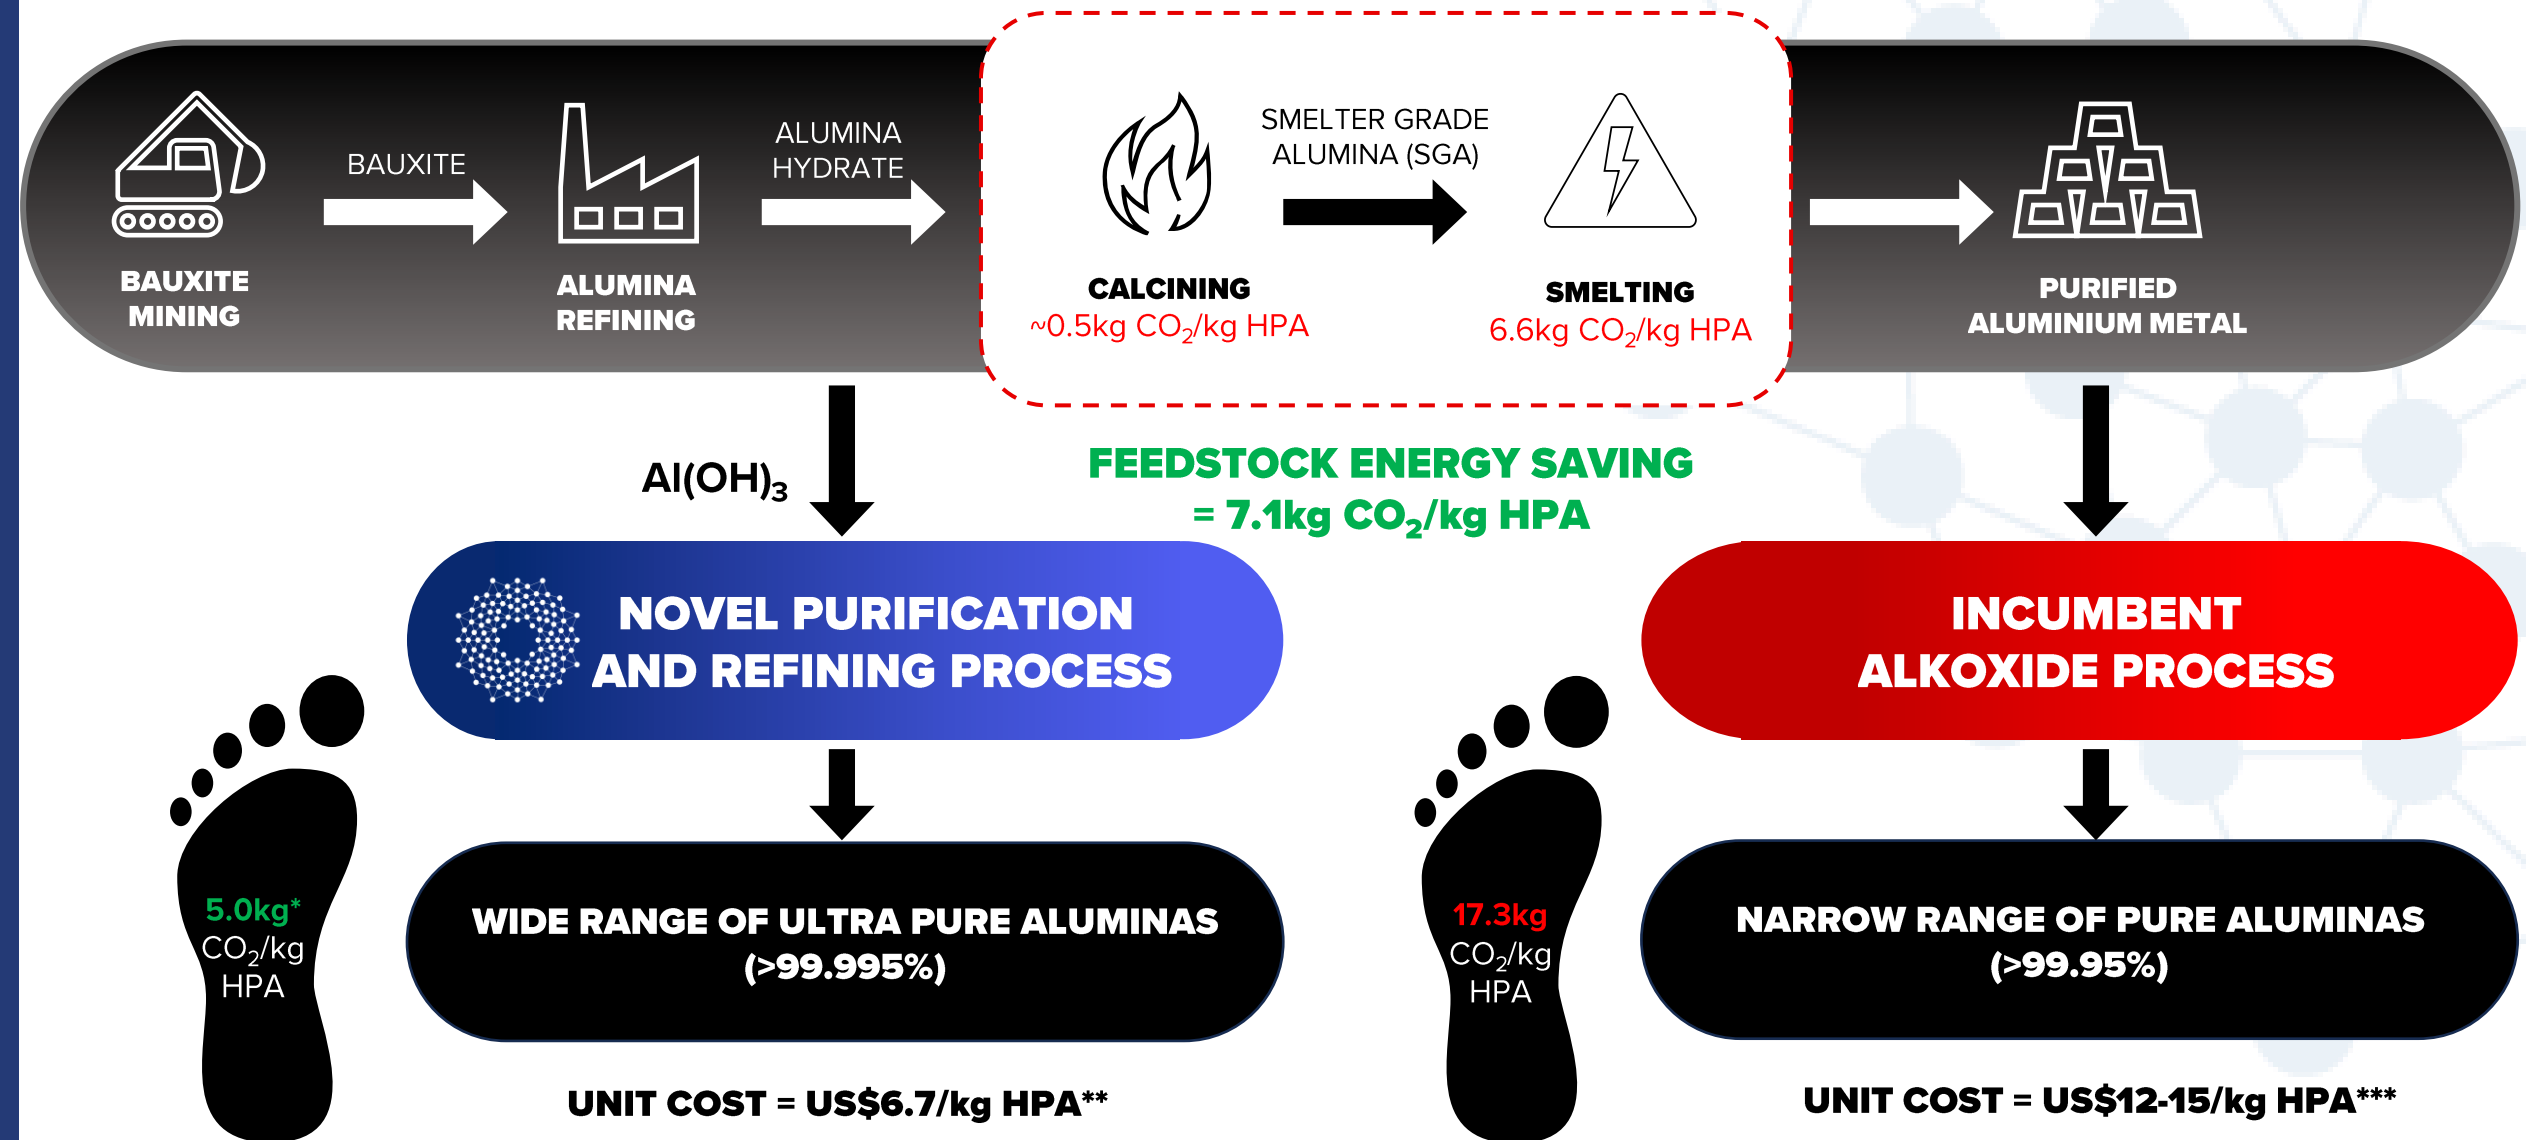 BAUXITE
MINING
BAUXITE
ALUMINA
REFINING
ALUMINA
HYDRATE
CALCINING
~0.5kg CO₂/kg HPA
SMELTER GRADE
ALUMINA (SGA)
SMELTING
6.6kg CO₂/kg HPA
PURIFIED
ALUMINIUM METAL
Al(OH)₃
FEEDSTOCK ENERGY SAVING
= 7.1kg CO₂/kg HPA
NOVEL PURIFICATION
AND REFINING PROCESS
INCUMBENT
ALKOXIDE PROCESS
5.0kg*
CO₂/kg
HPA
WIDE RANGE OF ULTRA PURE ALUMINAS
(>99.995%)
17.3kg
CO₂/kg
HPA
NARROW RANGE OF PURE ALUMINAS
(>99.95%)
UNIT COST = US$6.7/kg HPA**
UNIT COST = US$12-15/kg HPA***